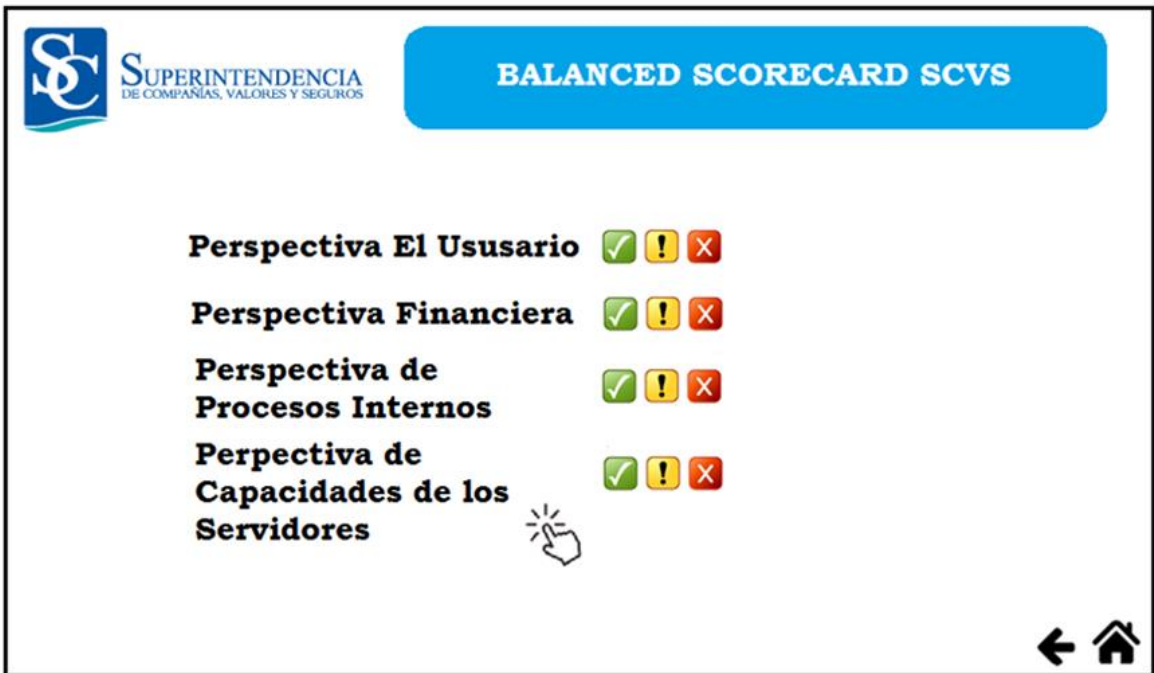 SC
SUPERINTENDENCIA
DE COMPAÑÍAS, VALORES Y SEGUROS
BALANCED SCORECARD SCVS
Perspectiva El Ususario
Perspectiva Financiera
Perspectiva de
Procesos Internos
Perpectiva de
Capacidades de los
Servidores